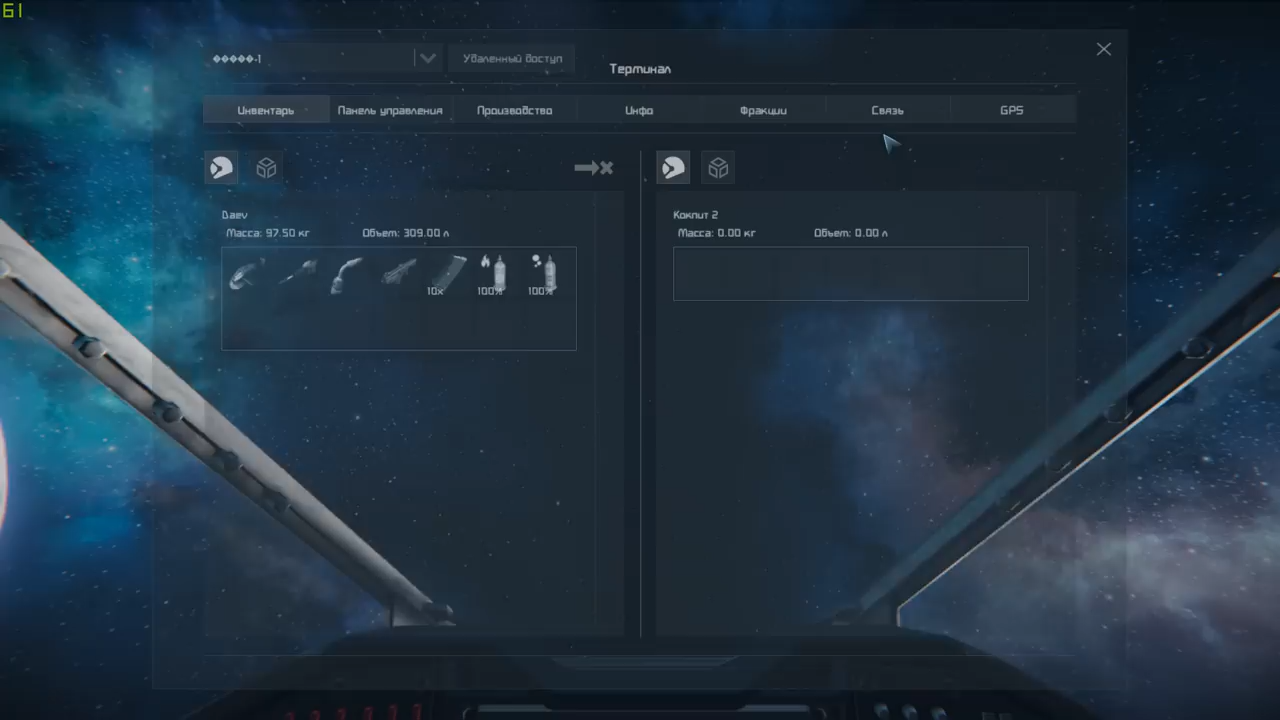 61
�����-1
Удаленный доступ
Терминал
Инвентарь
Панель управления
Производство
Инфо
Фракции
Связь
GPS
Daev
Масса: 97.50 кг Объем: 309.00 л
10x 100% 100%
Кокпит 2
Масса: 0.00 кг Объем: 0.00 л